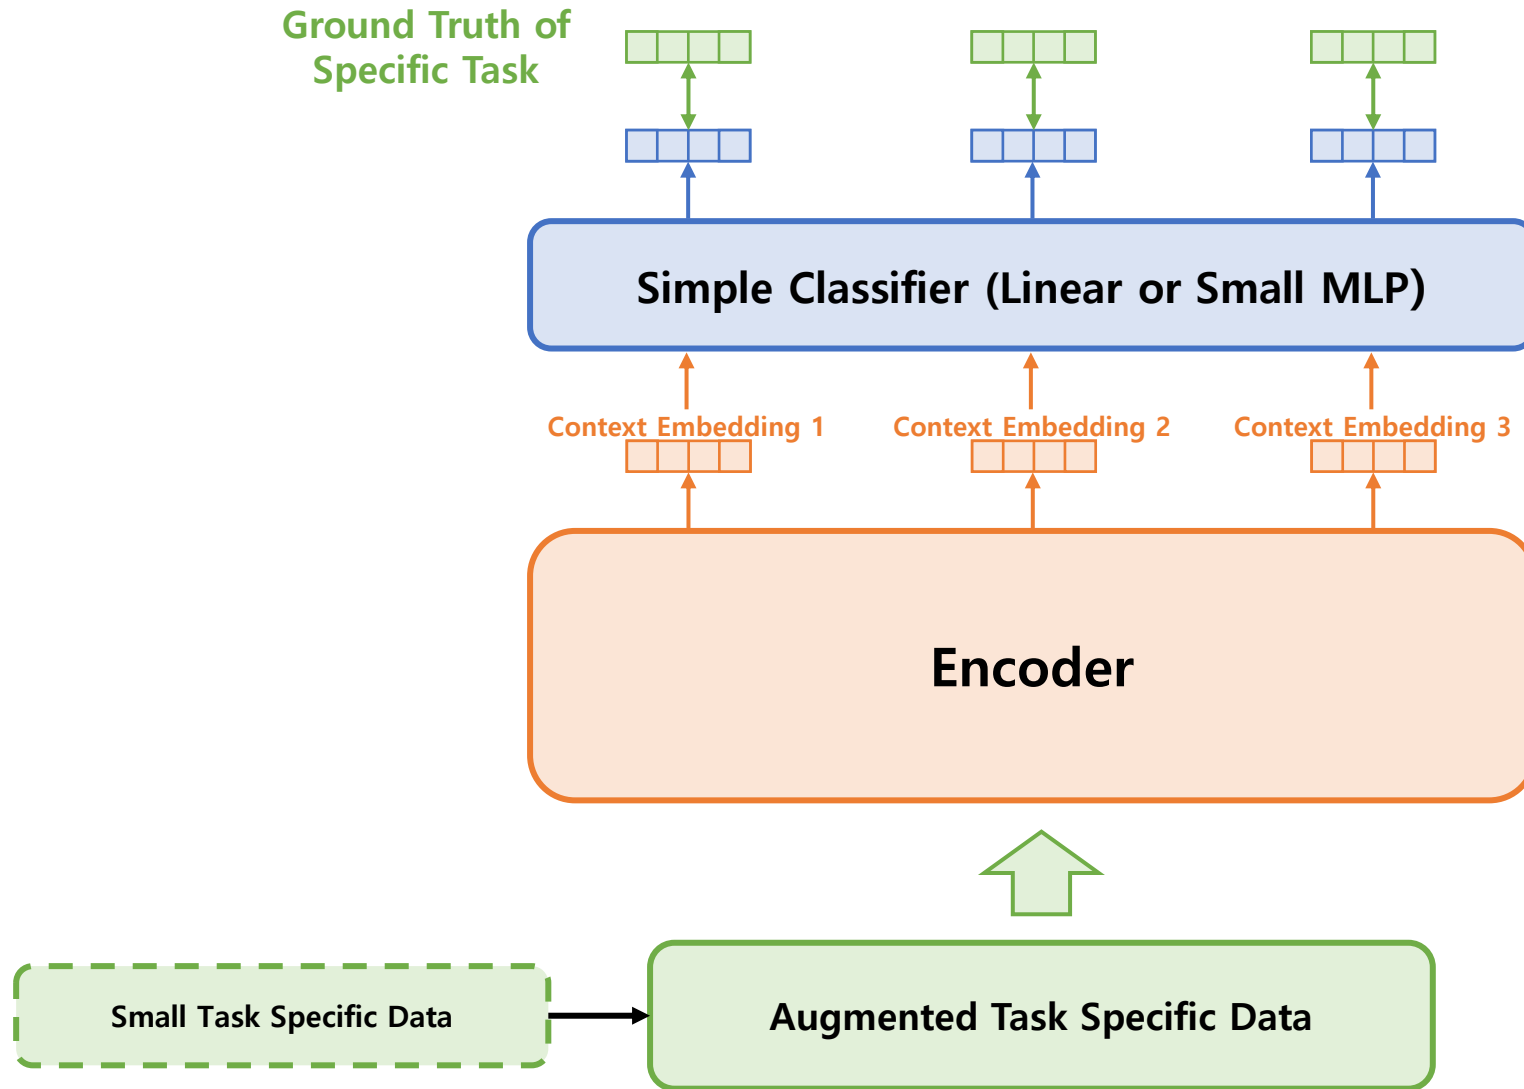 Ground Truth of
Specific Task
Simple Classifier (Linear or Small MLP)
Context Embedding 1
Context Embedding 2
Context Embedding 3
Encoder
Small Task Specific Data
Augmented Task Specific Data